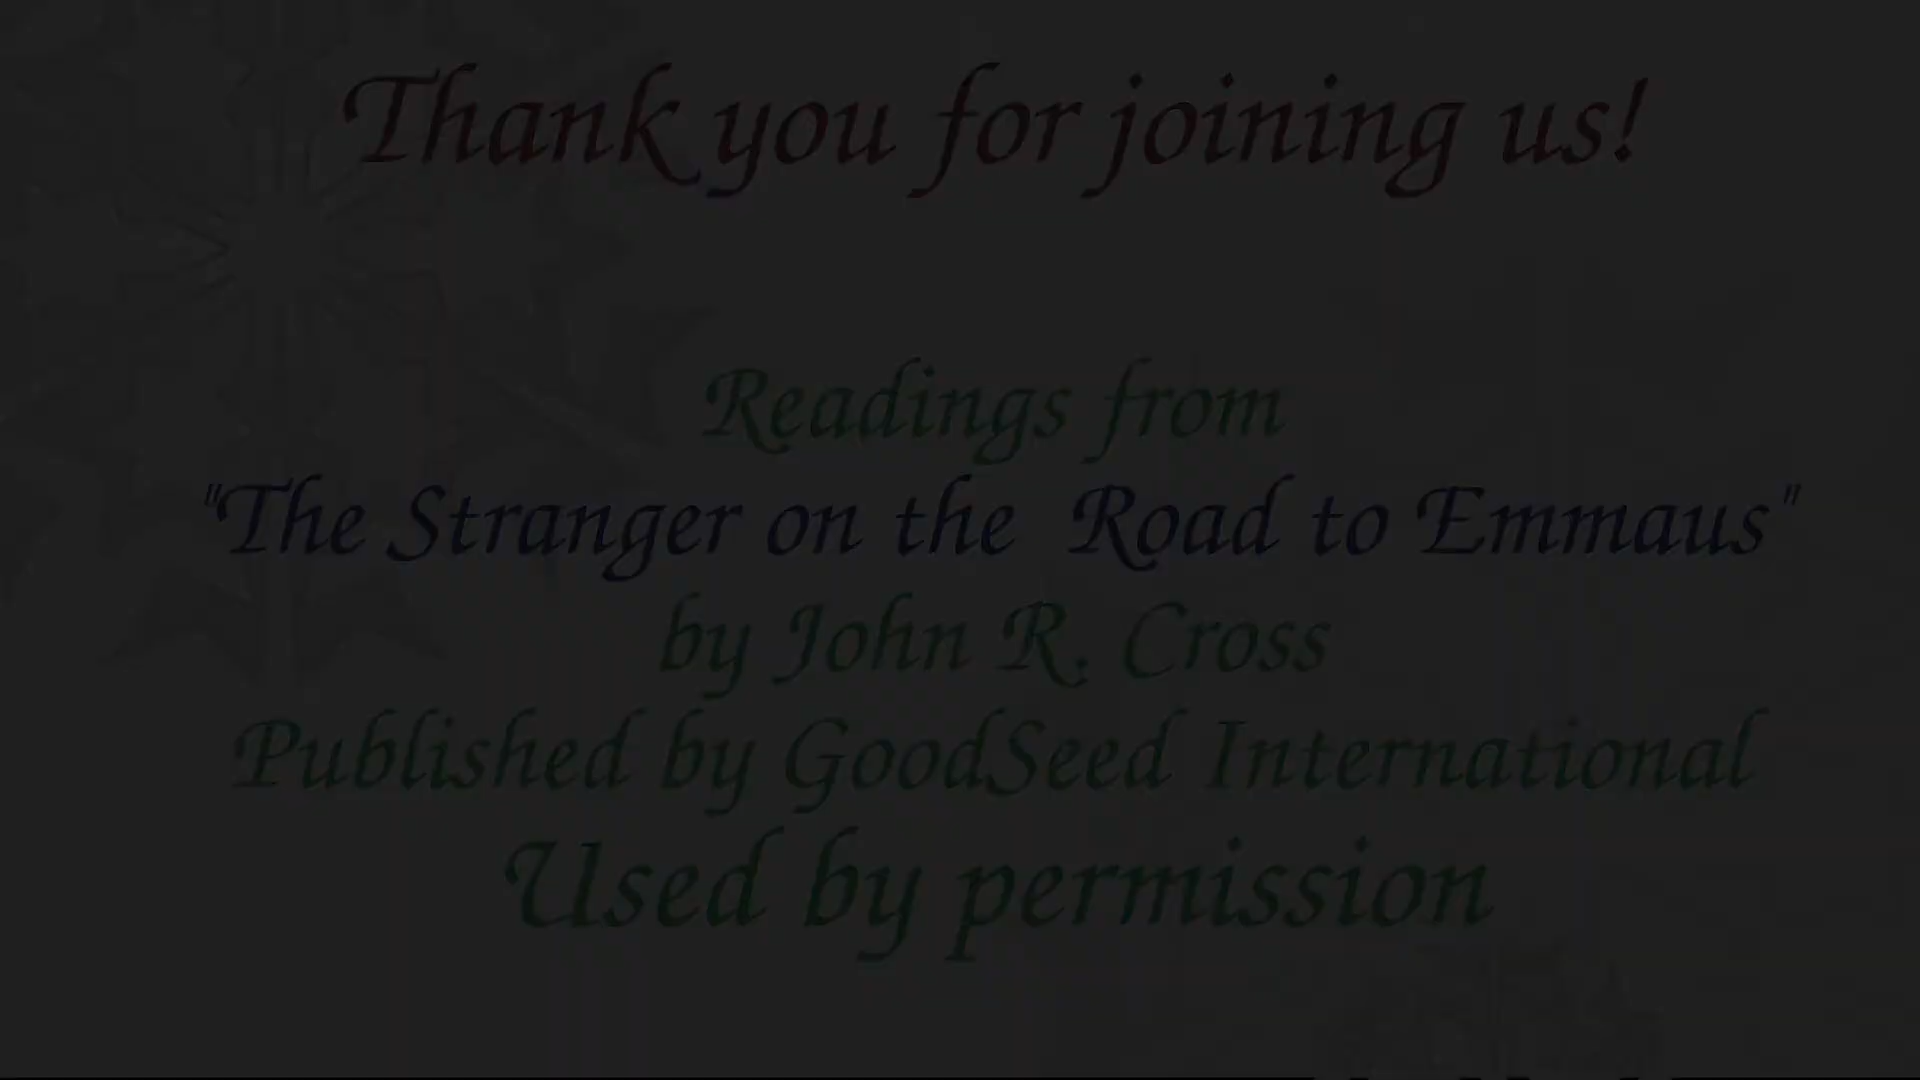 Thank you for joining us!
Readings from
"The Stranger on the Road to Emmaus"
by John R. Cross
Published by GoodSeed International
Used by permission